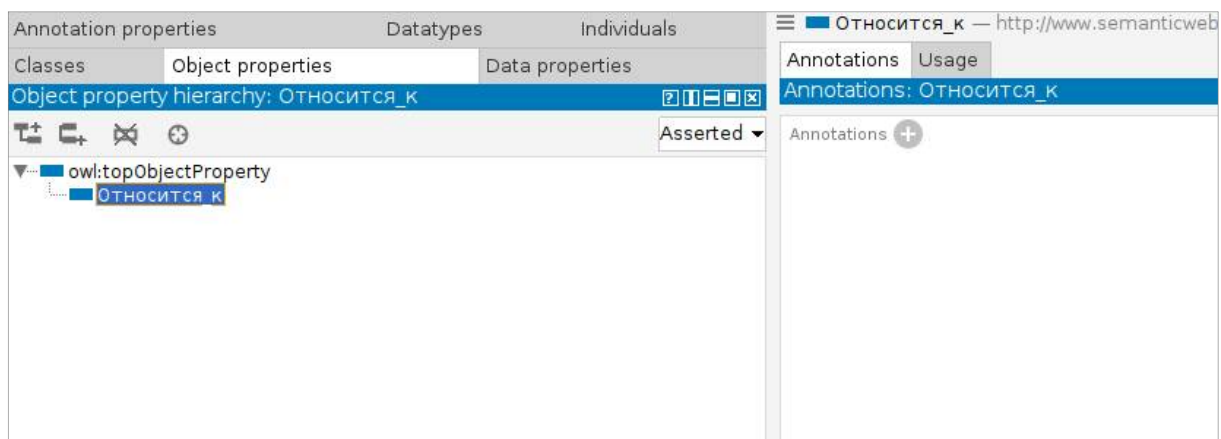 Annotation properties Datatypes Individuals
Classes Object properties Data properties
Object property hierarchy: Относится_к
Asserted
owl:topObjectProperty
Относится_к
Относится_к — http://www.semanticweb
Annotations Usage
Annotations: Относится_к
Annotations